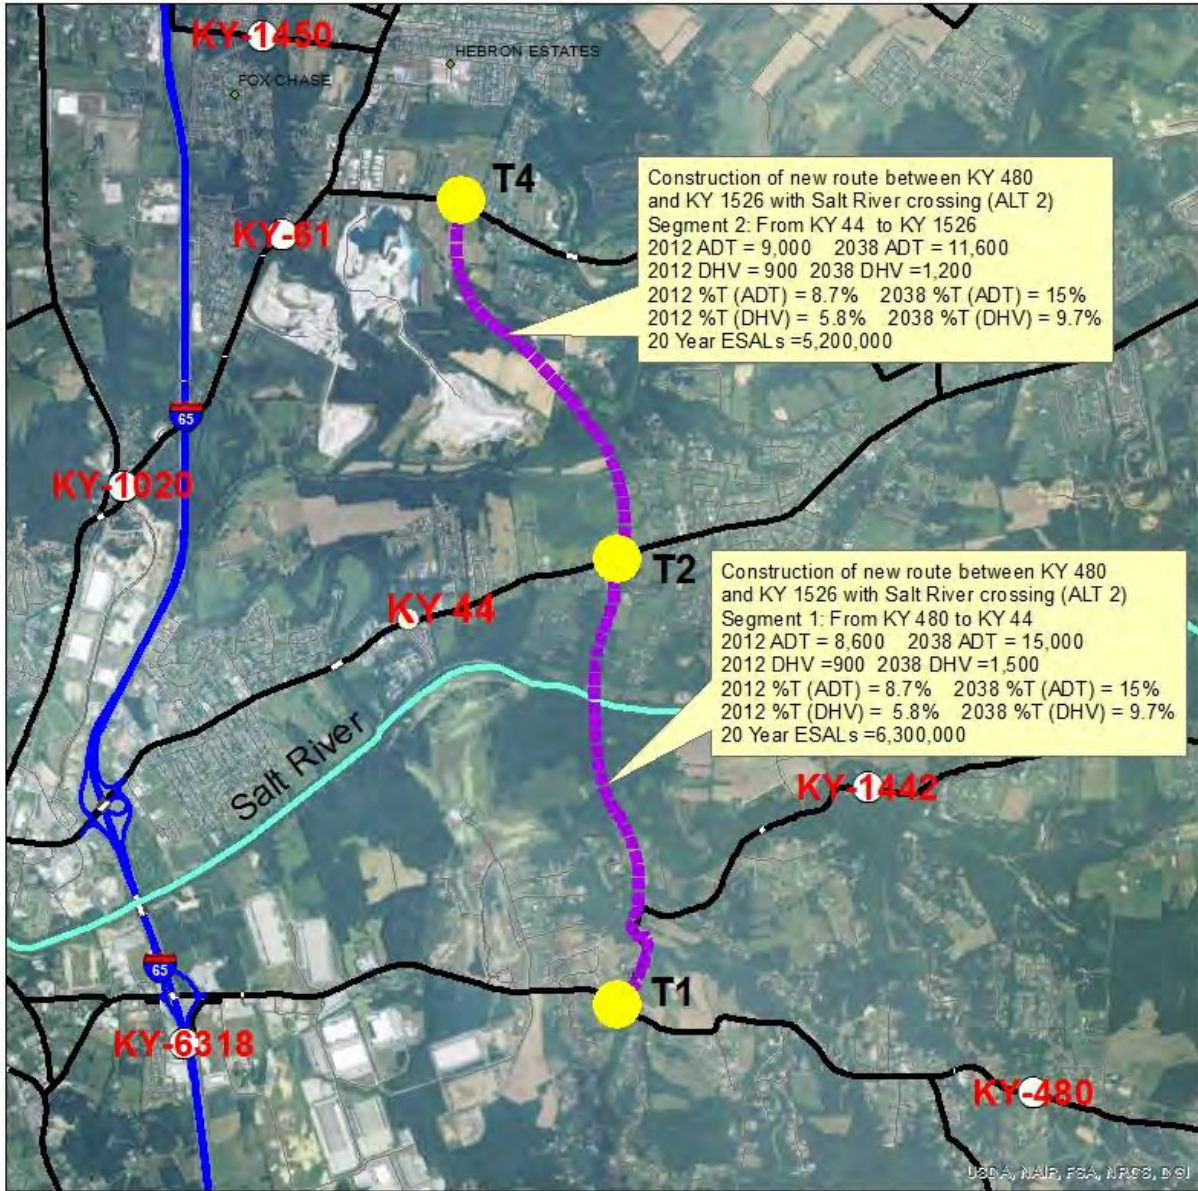 KY-1450
HEBRON ESTATES
FOX CHASE
T4
Construction of new route between KY 480
and KY 1526 with Salt River crossing (ALT 2)
Segment 2: From KY 44 to KY 1526
2012 ADT = 9,000 2038 ADT = 11,600
2012 DHV = 900 2038 DHV =1,200
2012 %T (ADT) = 8.7% 2038 %T (ADT) = 15%
2012 %T (DHV) = 5.8% 2038 %T (DHV) = 9.7%
20 Year ESALs =5,200,000
KY-61
65
KY-1020
T2
KY 44
Construction of new route between KY 480
and KY 1526 with Salt River crossing (ALT 2)
Segment 1: From KY 480 to KY 44
2012 ADT = 8,600 2038 ADT = 15,000
2012 DHV =900 2038 DHV =1,500
2012 %T (ADT) = 8.7% 2038 %T (ADT) = 15%
2012 %T (DHV) = 5.8% 2038 %T (DHV) = 9.7%
20 Year ESALs =6,300,000
Salt River
KY-1442
65
T1
KY-6318
KY-480
USDA, NAIP, FSA, NRCS, DGI